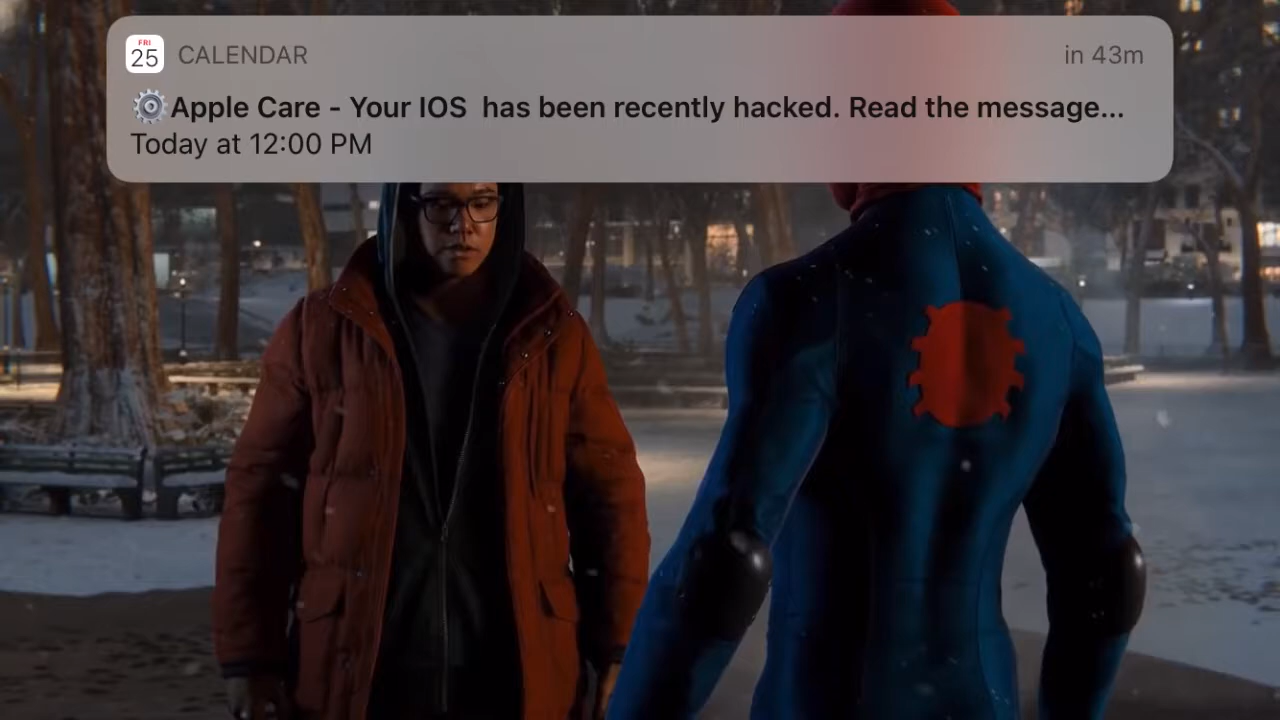 FRI
25 CALENDAR in 43m
Apple Care - Your IOS has been recently hacked. Read the message...
Today at 12:00 PM